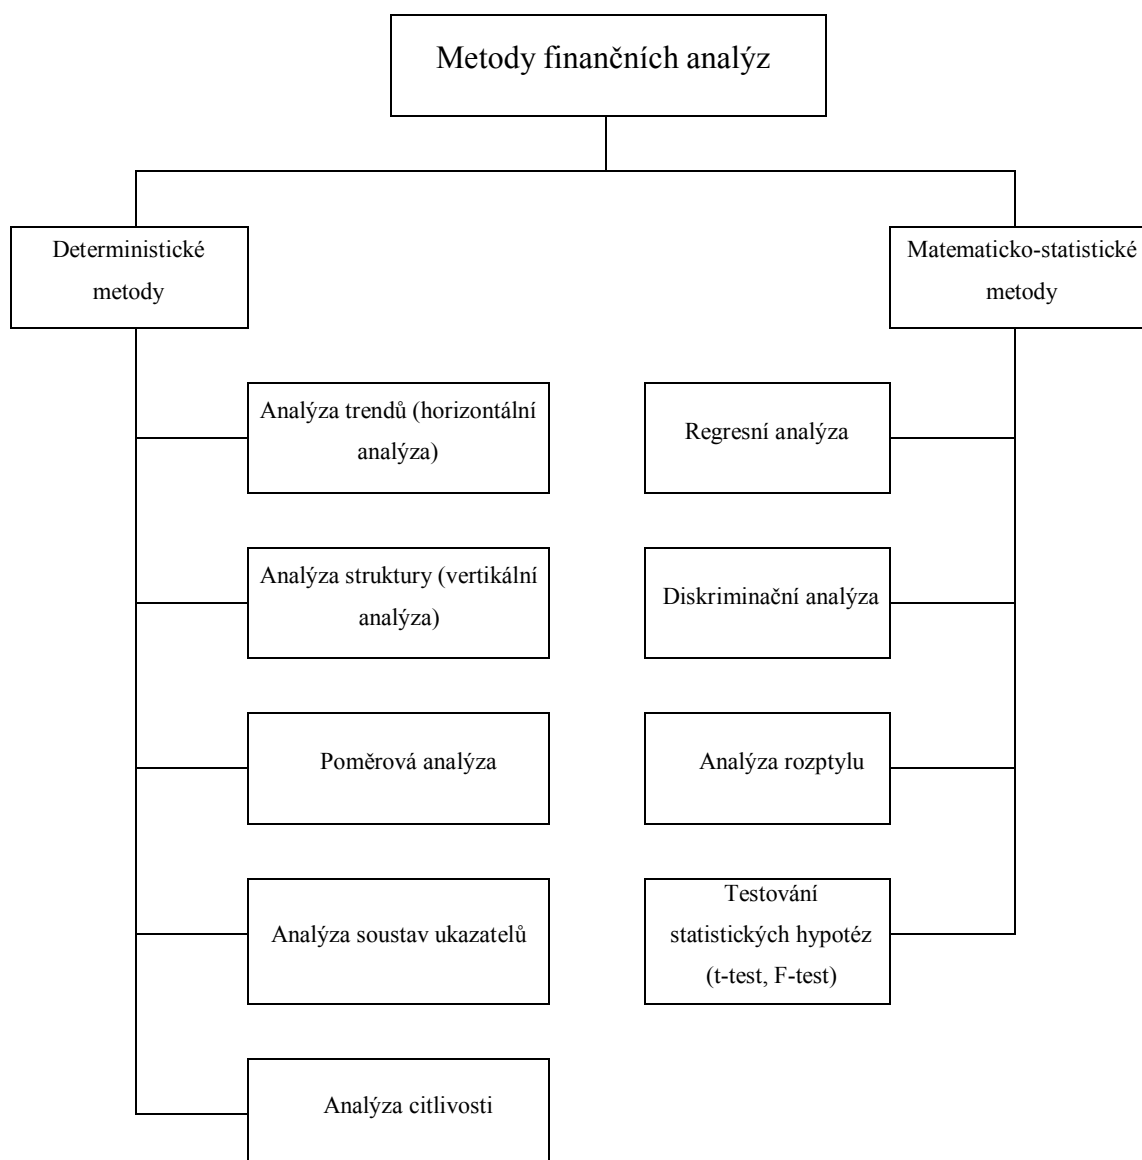 Metody finančních analýz
Deterministické
metody
Matematicko-statistické
metody
Analýza trendů (horizontální
analýza)
Regresní analýza
Analýza struktury (vertikální
analýza)
Diskriminační analýza
Poměrová analýza
Analýza rozptylu
Analýza soustav ukazatelů
Testování
statistických hypotéz
(t-test, F-test)
Analýza citlivosti